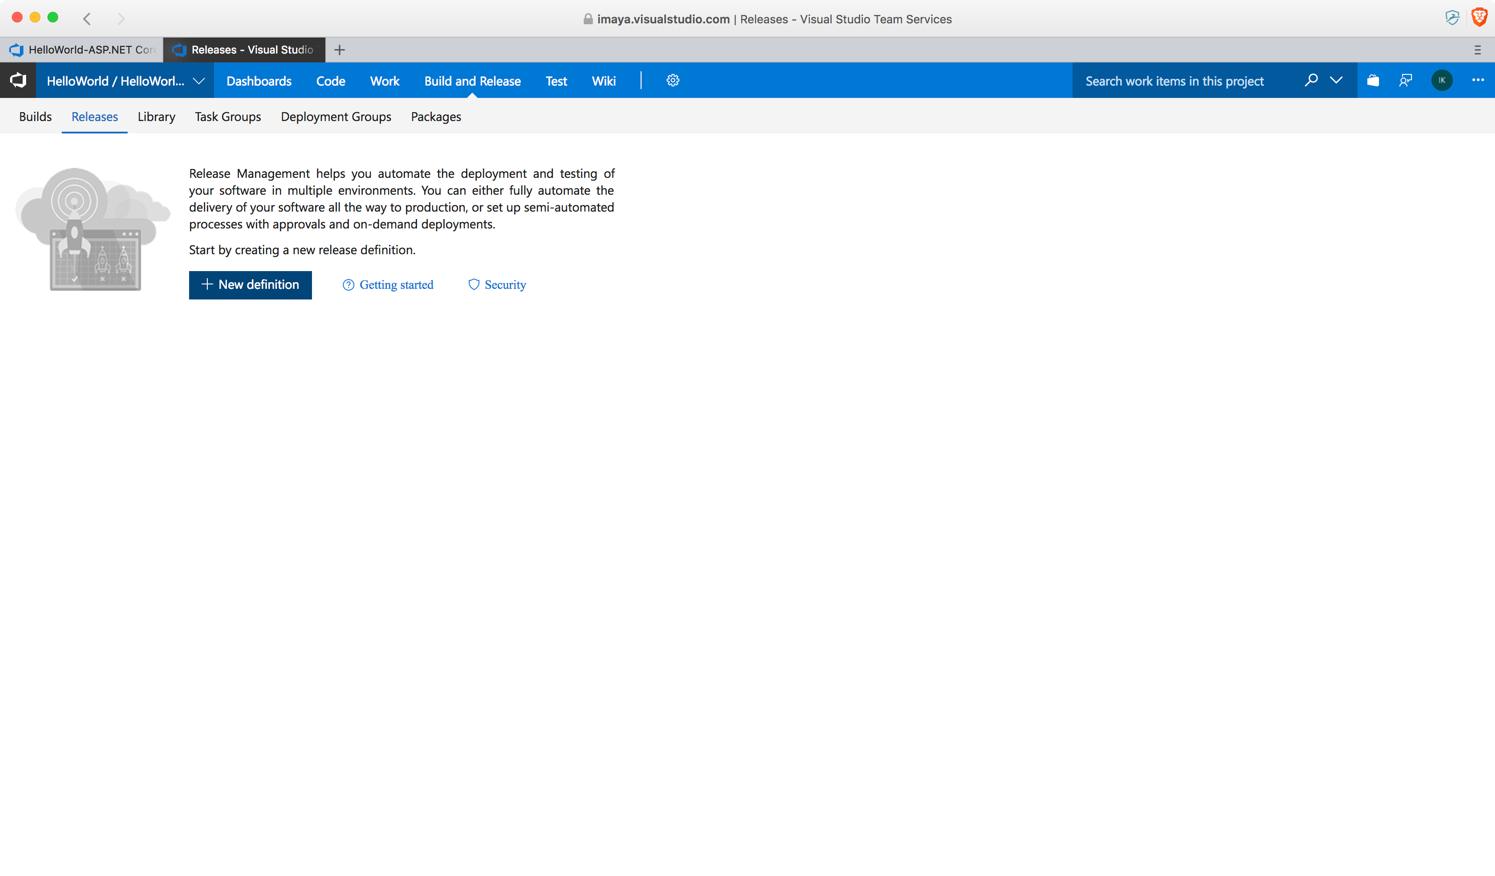 imaya.visualstudio.com | Releases - Visual Studio Team Services
HelloWorld-ASP.NET Cor
Releases - Visual Studio
HelloWorld / HelloWorl...
Dashboards
Code
Work
Build and Release
Test
Wiki
Search work items in this project
IK
Builds
Releases
Library
Task Groups
Deployment Groups
Packages
Release Management helps you automate the deployment and testing of
your software in multiple environments. You can either fully automate the
delivery of your software all the way to production, or set up semi-automated
processes with approvals and on-demand deployments.
Start by creating a new release definition.
New definition
Getting started
Security